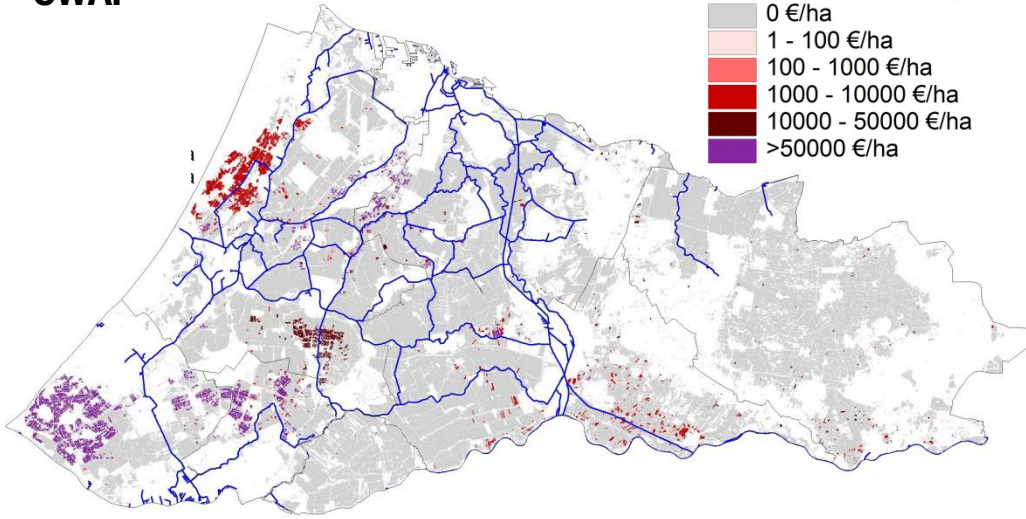 0 €/ha
1 - 100 €/ha
100 - 1000 €/ha
1000 - 10000 €/ha
10000 - 50000 €/ha
>50000 €/ha